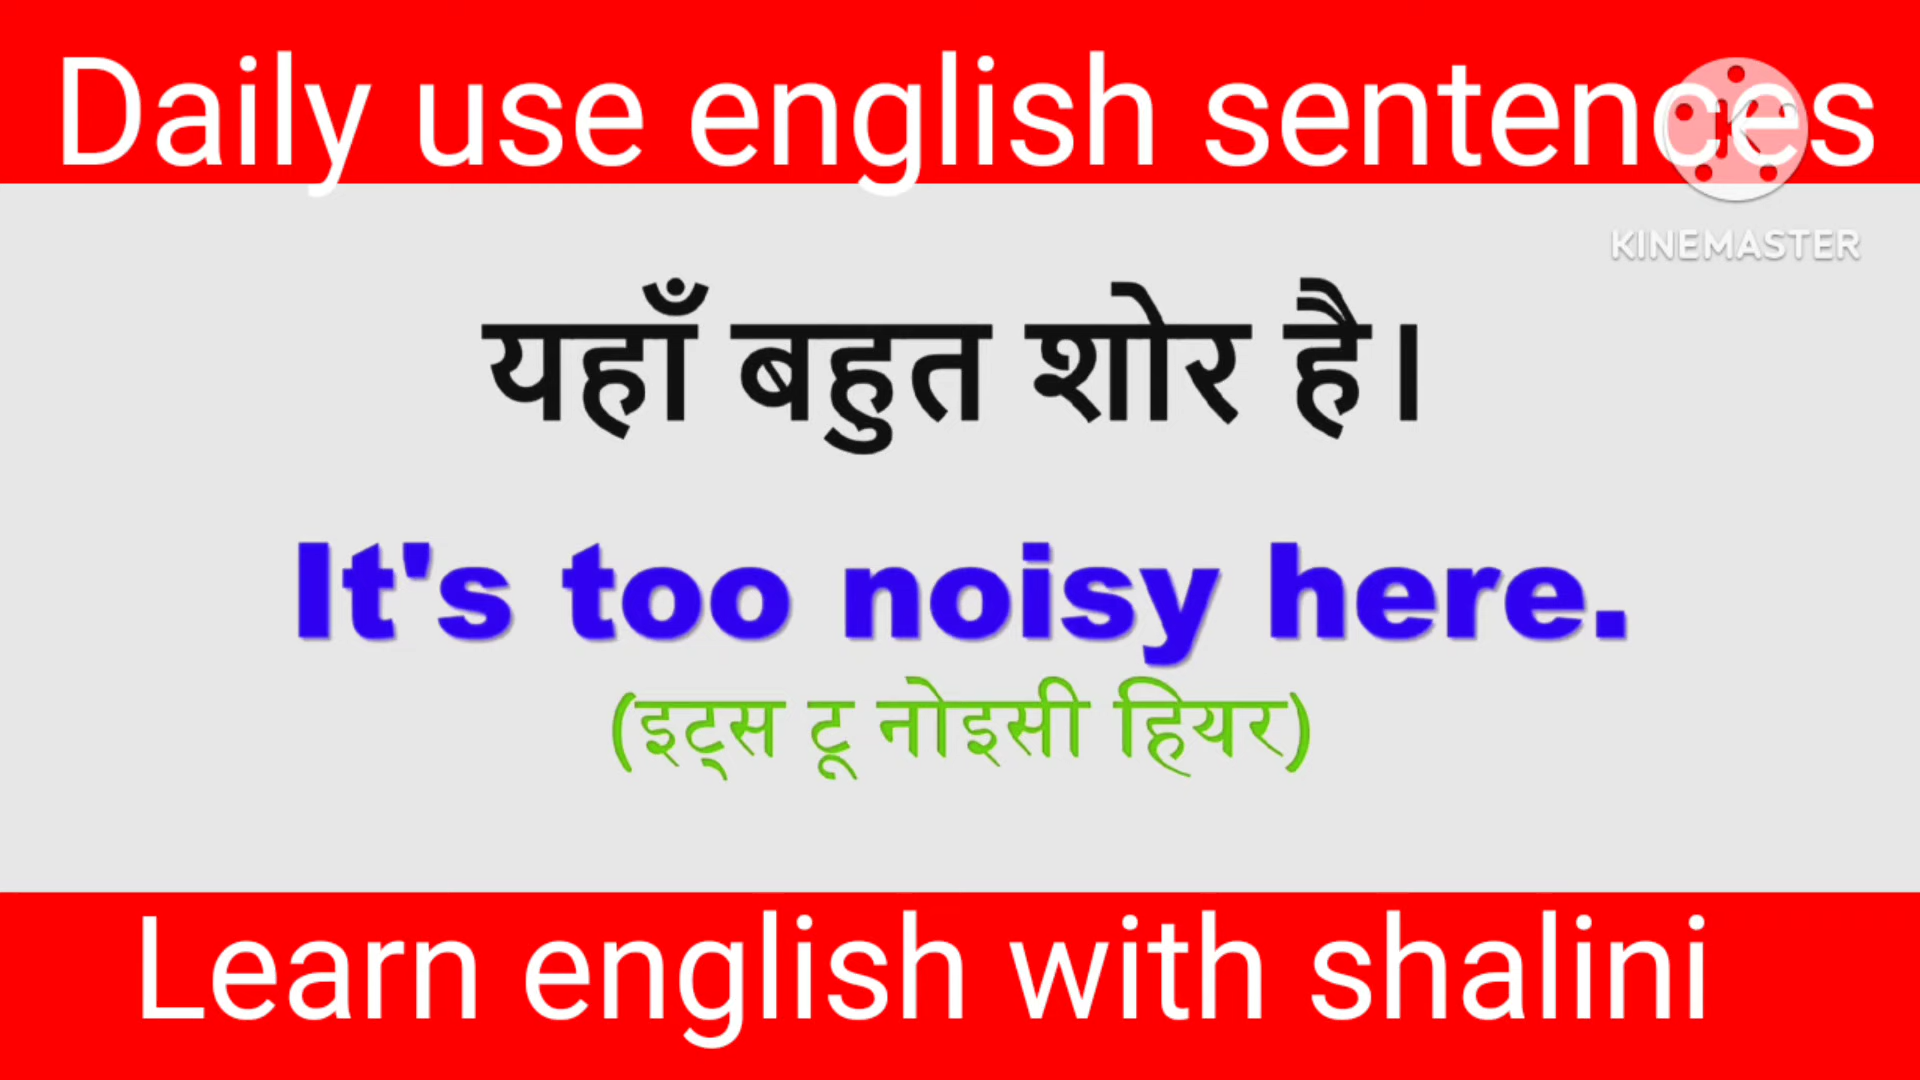 Daily use english sentences
KINEMASTER
यहाँ बहुत शोर है।
It's too noisy here.
(इट्स टू नोइसी हियर)
Learn english with shalini